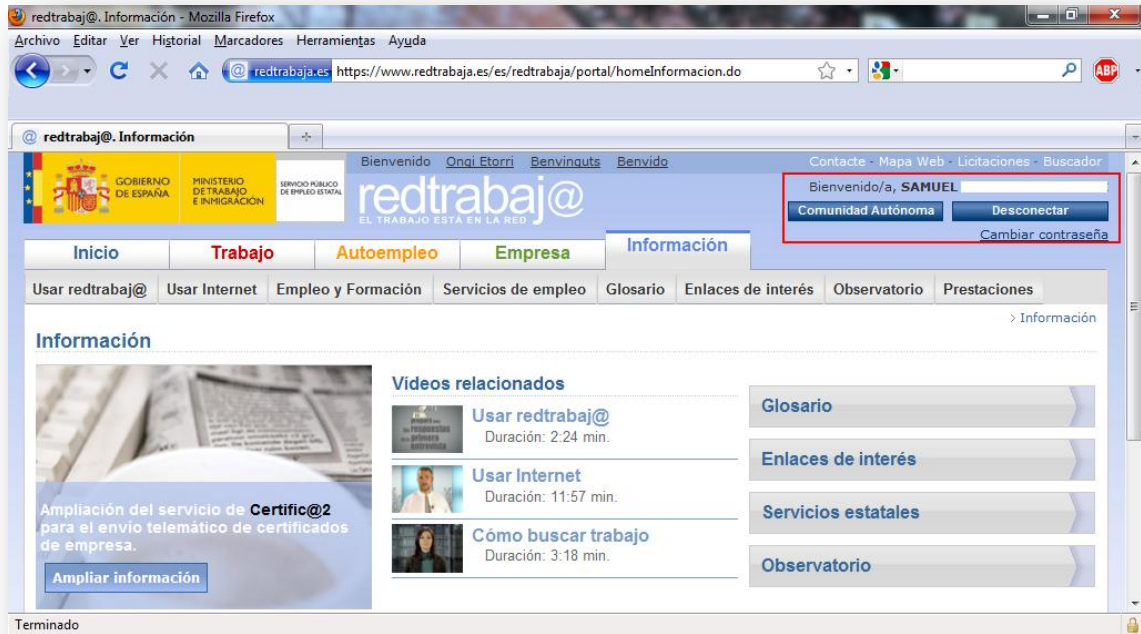 redtrabaj@. Información - Mozilla Firefox
Archivo Editar Ver Historial Marcadores Herramientas Ayuda
redtrabaja.es https://www.redtrabaja.es/es/redtrabaja/portal/homeInformacion.do
ABP
redtrabaj@. Información
Bienvenido Ongi Etorri Benvinguts Benvido
Contacte - Mapa Web - Licitaciones - Buscador
GOBIERNO DE ESPAÑA
MINISTERIO DE TRABAJO E INMIGRACIÓN
SERVICIO PÚBLICO DE EMPLEO ESTATAL
redtrabaj@
EL TRABAJO ESTÁ EN LA RED
Bienvenido/a, SAMUEL
Comunidad Autónoma Desconectar
Cambiar contraseña
Inicio Trabajo Autoempleo Empresa Información
Usar redtrabaj@ Usar Internet Empleo y Formación Servicios de empleo Glosario Enlaces de interés Observatorio Prestaciones
> Información
Información
Ampliación del servicio de Certific@2
para el envío telemático de certificados
de empresa.
Ampliar información
Vídeos relacionados
Usar redtrabaj@
Duración: 2:24 min.
Usar Internet
Duración: 11:57 min.
Cómo buscar trabajo
Duración: 3:18 min.
Glosario
Enlaces de interés
Servicios estatales
Observatorio
Terminado